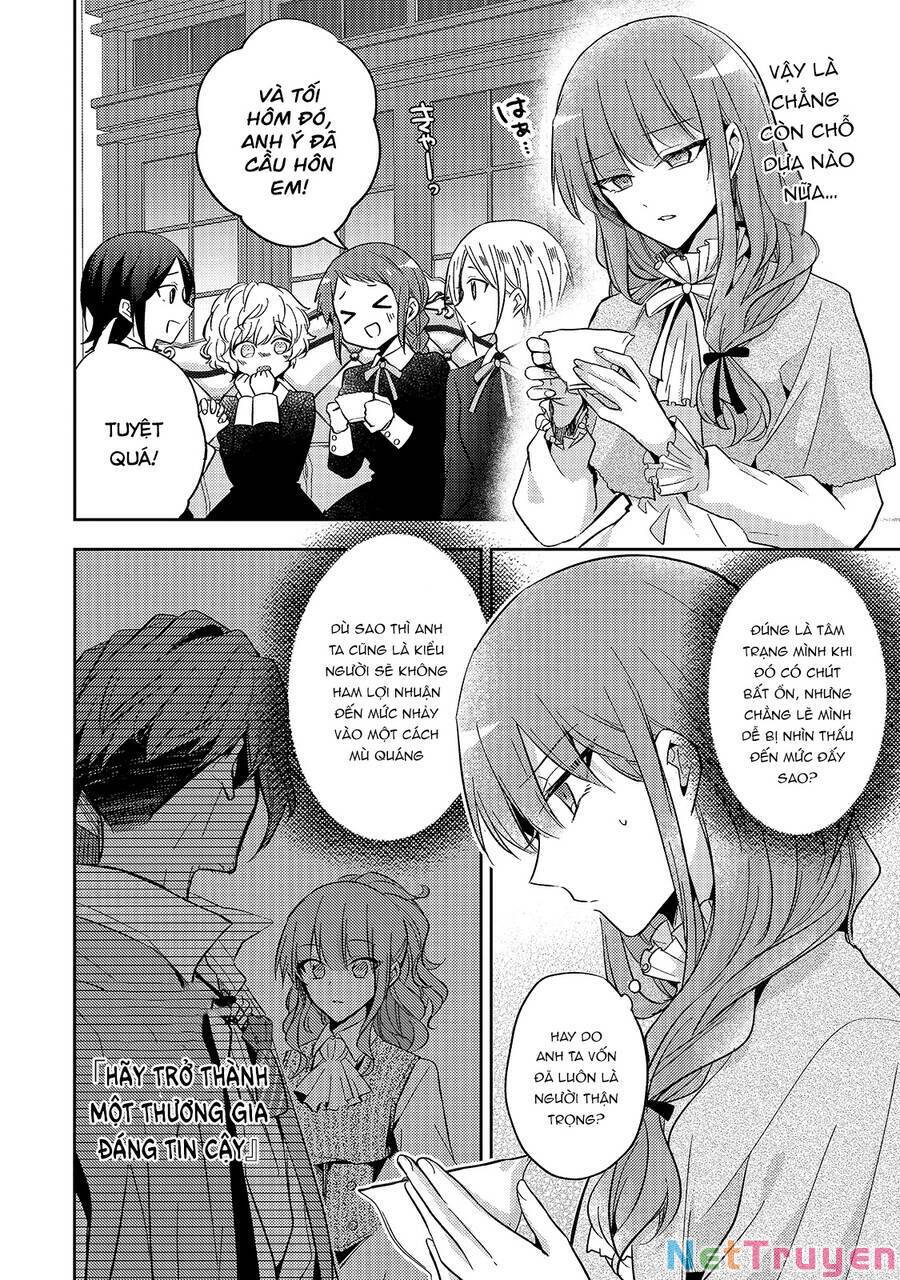 VẬY LÀ
CHẲNG
CÒN CHỖ
DỰA NÀO
NỮA...
はぁ...
キャー
VÀ TỐI
HÔM ĐÓ,
ANH Ý ĐÃ
CẦU HÔN
EM!
TUYỆT
QUÁ!
ĐÚNG LÀ TÂM
TRẠNG MÌNH KHI
ĐÓ CÓ CHÚT
BẤT ỔN, NHƯNG
CHẲNG LẼ MÌNH
DỄ BỊ NHÌN THẤU
ĐẾN MỨC ĐẤY
SAO?
DÙ SAO THÌ ANH
TA CŨNG LÀ KIỂU
NGƯỜI SẼ KHÔNG
HAM LỢI NHUẬN
ĐẾN MỨC NHẢY
VÀO MỘT CÁCH
MÙ QUÁNG
HAY DO
ANH TA VỐN
ĐÃ LUÔN LÀ
NGƯỜI THẬN
TRỌNG?
『HÃY TRỞ THÀNH
MỘT THƯƠNG GIA
ĐÁNG TIN CẬY』
NetTruyen